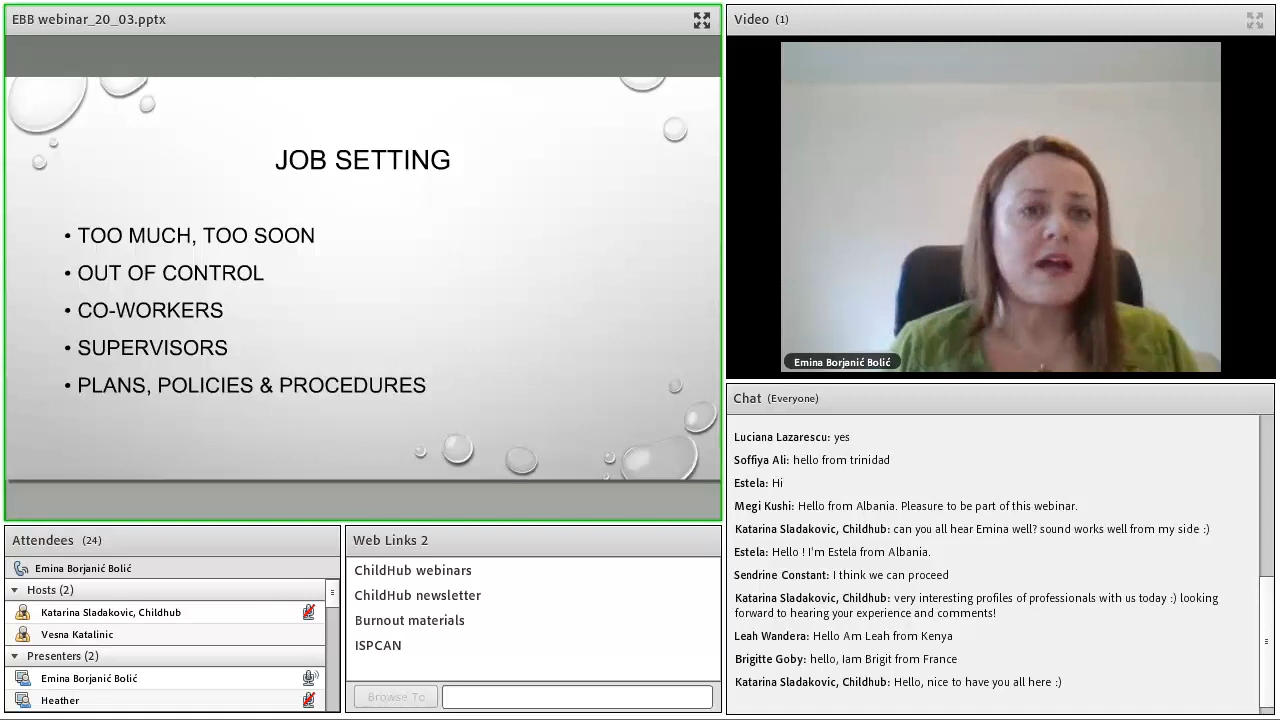 EBB webinar_20_03.pptx
JOB SETTING
• TOO MUCH, TOO SOON
• OUT OF CONTROL
• CO-WORKERS
• SUPERVISORS
• PLANS, POLICIES & PROCEDURES
Video (1)
Emina Borjanić Bolić
Attendees (24)
Emina Borjanić Bolić
Hosts (2)
Katarina Sladakovic, Childhub
Vesna Katalinic
Presenters (2)
Emina Borjanić Bolić
Heather
Web Links 2
ChildHub webinars
ChildHub newsletter
Burnout materials
ISPCAN
Browse To
Chat (Everyone)
Luciana Lazarescu: yes
Soffiya Ali: hello from trinidad
Estela: Hi
Megi Kushi: Hello from Albania. Pleasure to be part of this webinar.
Katarina Sladakovic, Childhub: can you all hear Emina well? sound works well from my side :)
Estela: Hello ! I'm Estela from Albania.
Sendrine Constant: I think we can proceed
Katarina Sladakovic, Childhub: very interesting profiles of professionals with us today :) looking
forward to hearing your experience and comments!
Leah Wandera: Hello Am Leah from Kenya
Brigitte Goby: hello, Iam Brigit from France
Katarina Sladakovic, Childhub: Hello, nice to have you all here :)